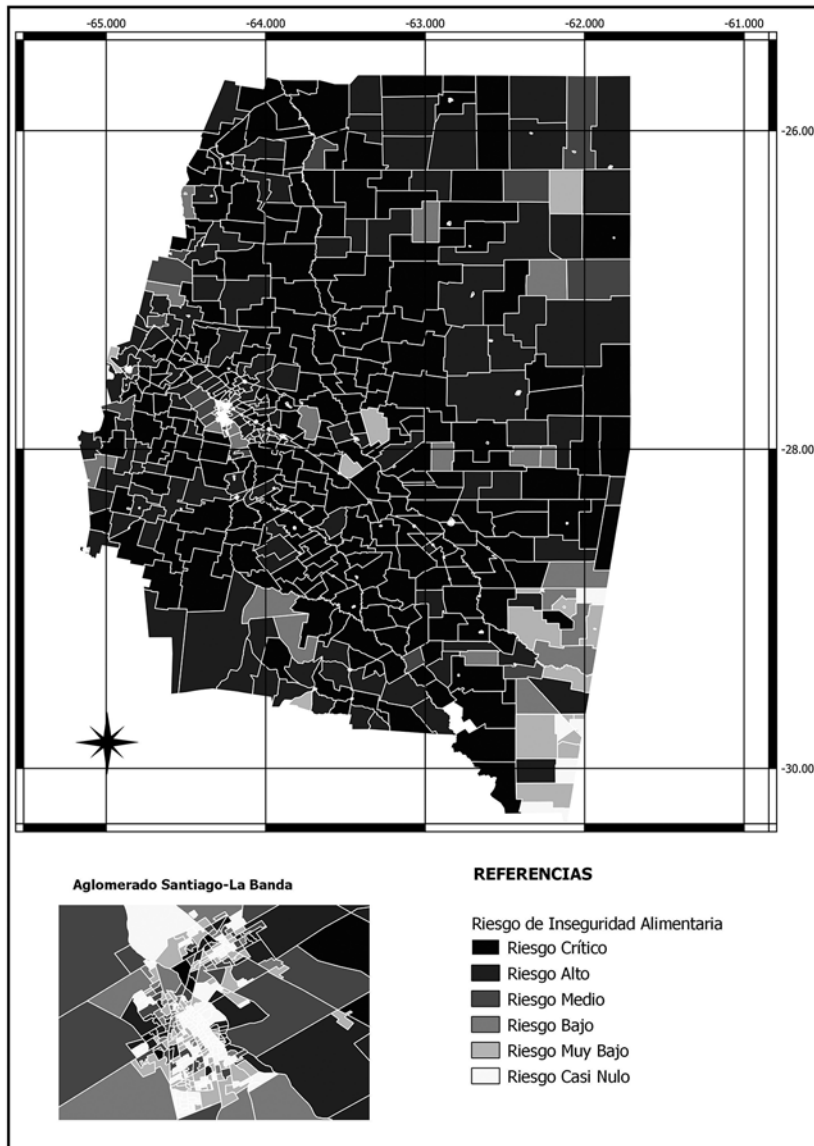 -65.000 -64.000 -63.000 -62.000 -61.000
-26.00
-28.00
-30.00
Aglomerado Santiago-La Banda
REFERENCIAS
Riesgo de Inseguridad Alimentaria
Riesgo Crítico
Riesgo Alto
Riesgo Medio
Riesgo Bajo
Riesgo Muy Bajo
Riesgo Casi Nulo